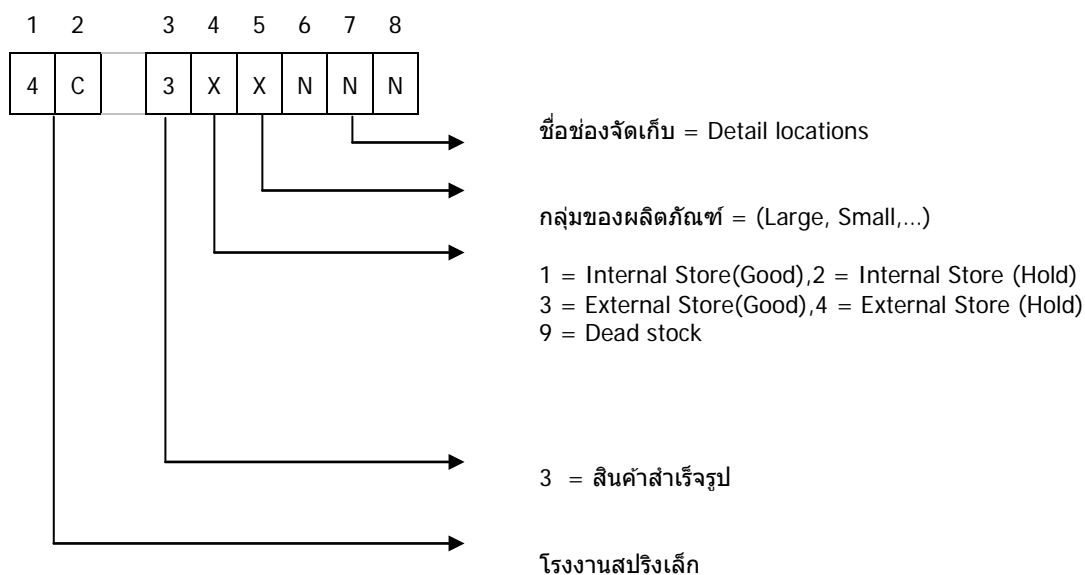 1 2 3 4 5 6 7 8
4 C 3 X X N N N
ชื่อช่องจัดเก็บ = Detail locations
กลุ่มของผลิตภัณฑ์ = (Large, Small,...)
1 = Internal Store(Good),2 = Internal Store (Hold)
3 = External Store(Good),4 = External Store (Hold)
9 = Dead stock
3 = สินค้าสำเร็จรูป
โรงงานสปริงเล็ก